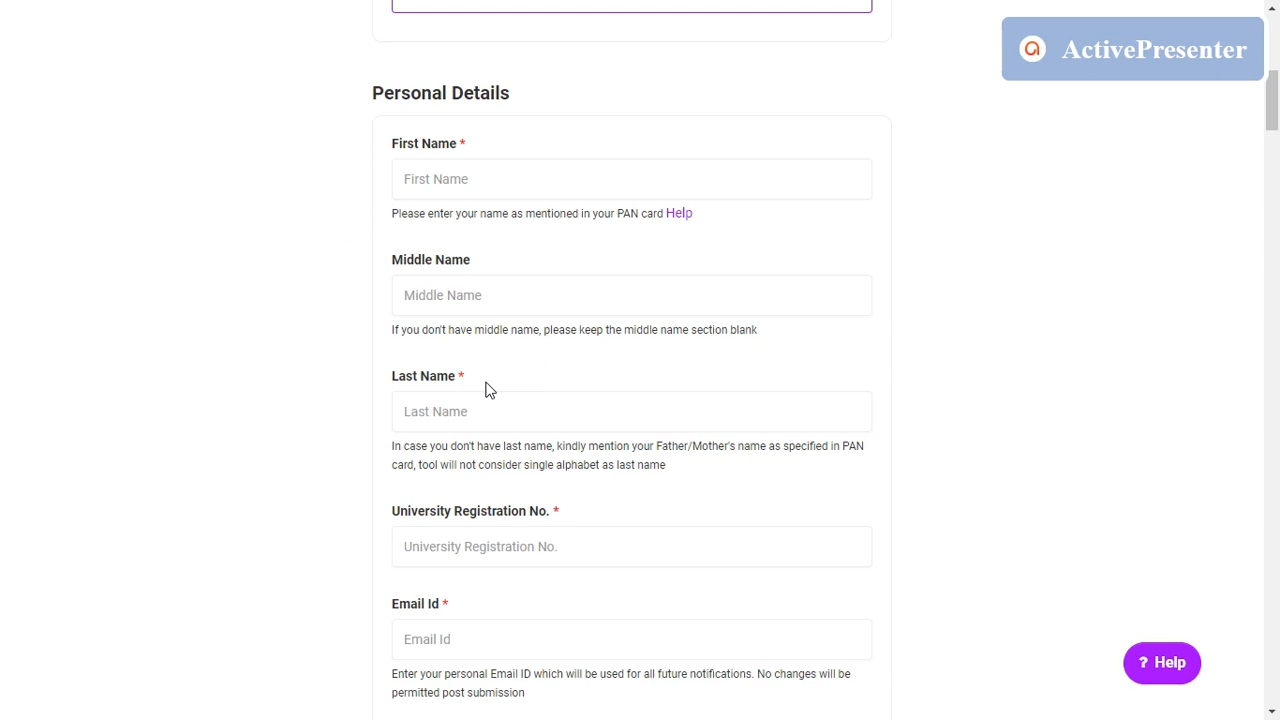 ActivePresenter
Personal Details
First Name *
First Name
Please enter your name as mentioned in your PAN card Help
Middle Name
Middle Name
If you don't have middle name, please keep the middle name section blank
Last Name *
Last Name
In case you don't have last name, kindly mention your Father/Mother's name as specified in PAN
card, tool will not consider single alphabet as last name
University Registration No. *
University Registration No.
Email Id *
Email Id
Enter your personal Email ID which will be used for all future notifications. No changes will be
permitted post submission
? Help